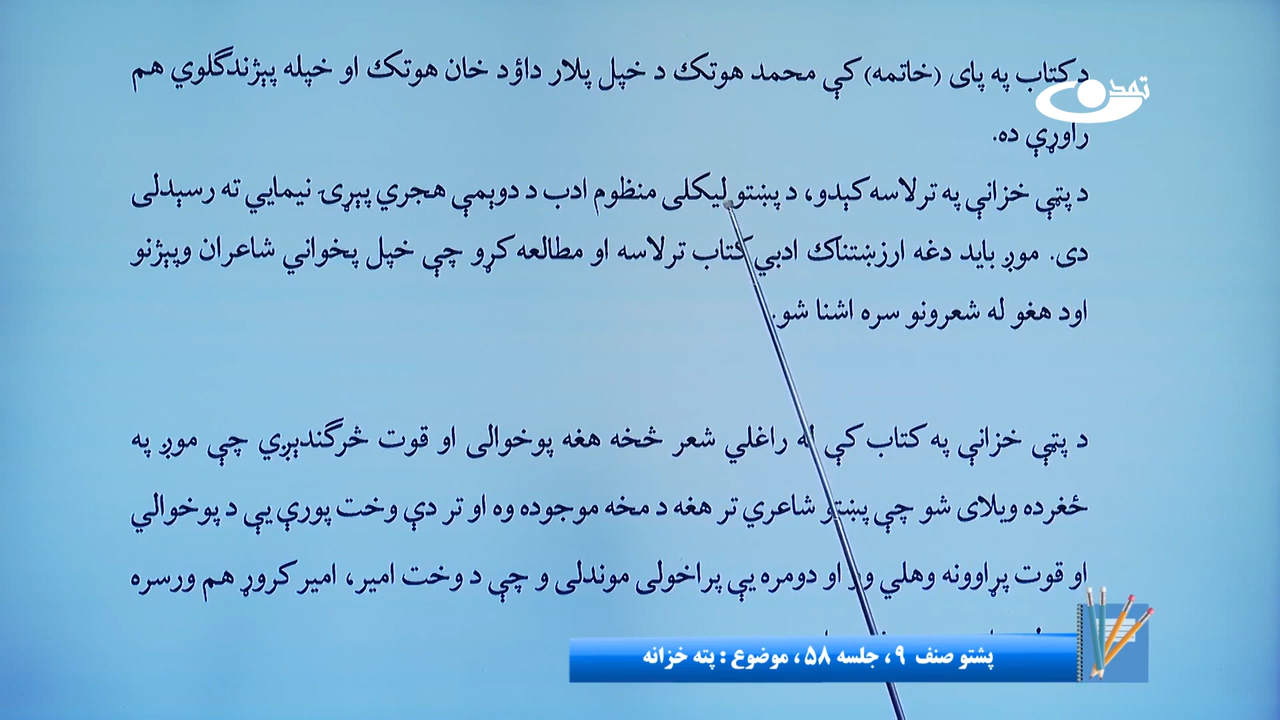 د کتاب په پای (خاتمه) کې محمد هوتک د خپل پلار داؤد خان هوتک او خپله پېژندگلوي هم
تمدن
راوړې ده.
د پټې خزانې په ترلاسه کېدو، د پښتو لیکلی منظوم ادب د دوېمې هجري پېړۍ نیمایي ته رسېدلی
دی. موږ باید دغه ارزښتناک ادبي کتاب ترلاسه او مطالعه کړو چې خپل پخواني شاعران وپېژنو
اود هغو له شعرونو سره اشنا شو.
د پټې خزانې په کتاب کې له راغلي شعر څخه هغه پوخوالی او قوت څرگندېږي چې موږ په
ځغرده ویلای شو چې پښتو شاعري تر هغه د مخه موجوده وه او تر دې وخت پورې یې د پوخوالي
او قوت پړاوونه وهلي وو او دومره یې پراخولی موندلی و چې د وخت امیر، امیر کروړ هم ورسره
پشتو صنف ۹، جلسه ۵۸، موضوع : پته خزانه